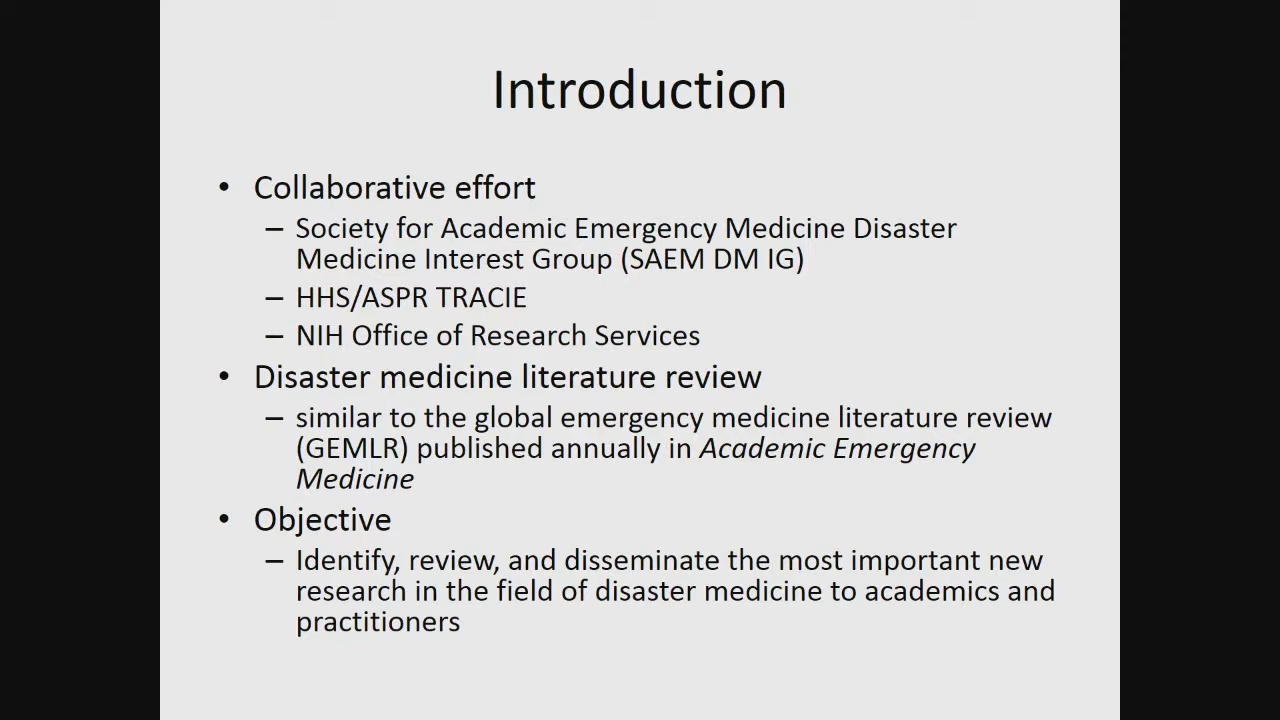 Introduction
• Collaborative effort
– Society for Academic Emergency Medicine Disaster
Medicine Interest Group (SAEM DM IG)
– HHS/ASPR TRACIE
– NIH Office of Research Services
• Disaster medicine literature review
– similar to the global emergency medicine literature review
(GEMLR) published annually in Academic Emergency
Medicine
• Objective
– Identify, review, and disseminate the most important new
research in the field of disaster medicine to academics and
practitioners